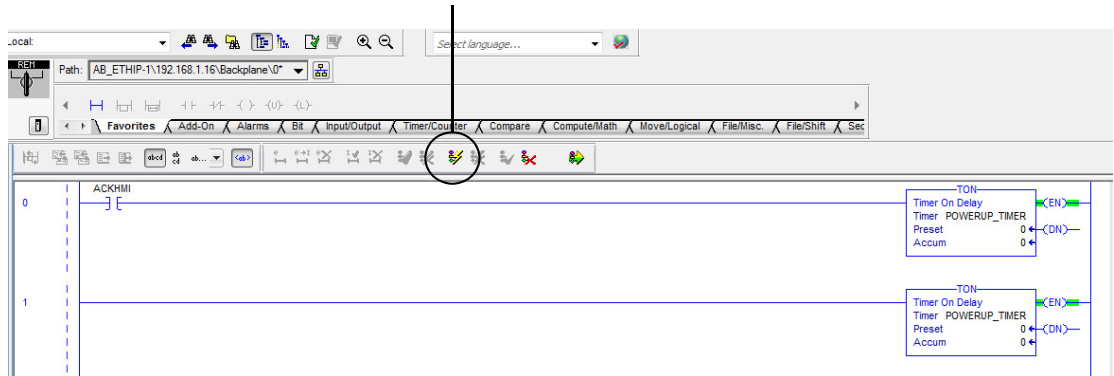 Local:
Select language...
REM
Path: AB_ETHIP-1\192.168.1.16\Backplane\0*
(U) (L)
Favorites Add-On Alarms Bit Input/Output Timer/Counter Compare Compute/Math Move/Logical File/Misc. File/Shift Sec
abcd ab cd ab... <ab>
ACKHMI
TON
0
Timer On Delay (EN)
Timer POWERUP_TIMER
Preset 0 (DN)
Accum 0
TON
1
Timer On Delay (EN)
Timer POWERUP_TIMER
Preset 0 (DN)
Accum 0